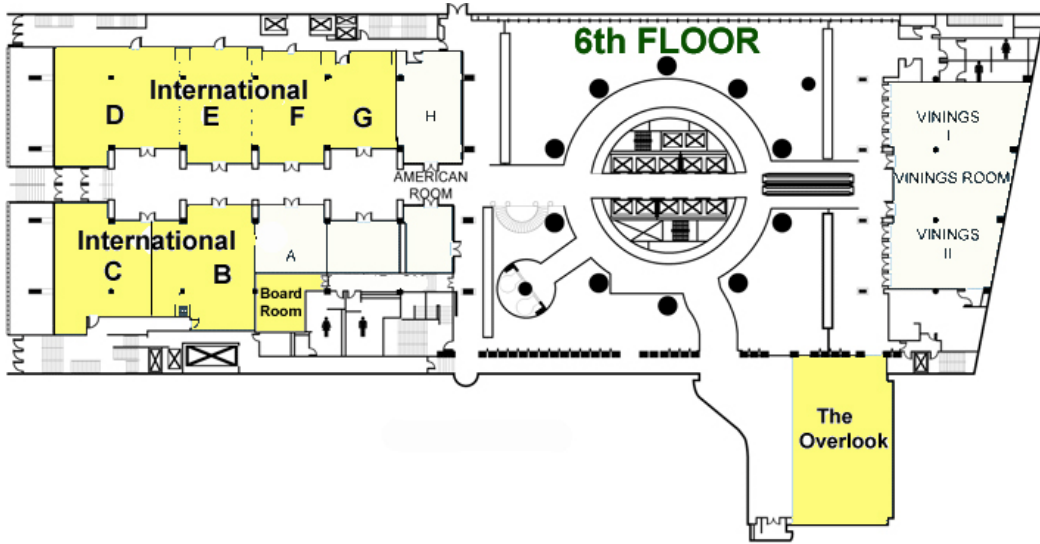 6th FLOOR
International
D
E
F
G
H
AMERICAN
ROOM
International
C
B
A
Board
Room
VININGS
I
VININGS ROOM
VININGS
II
The
Overlook